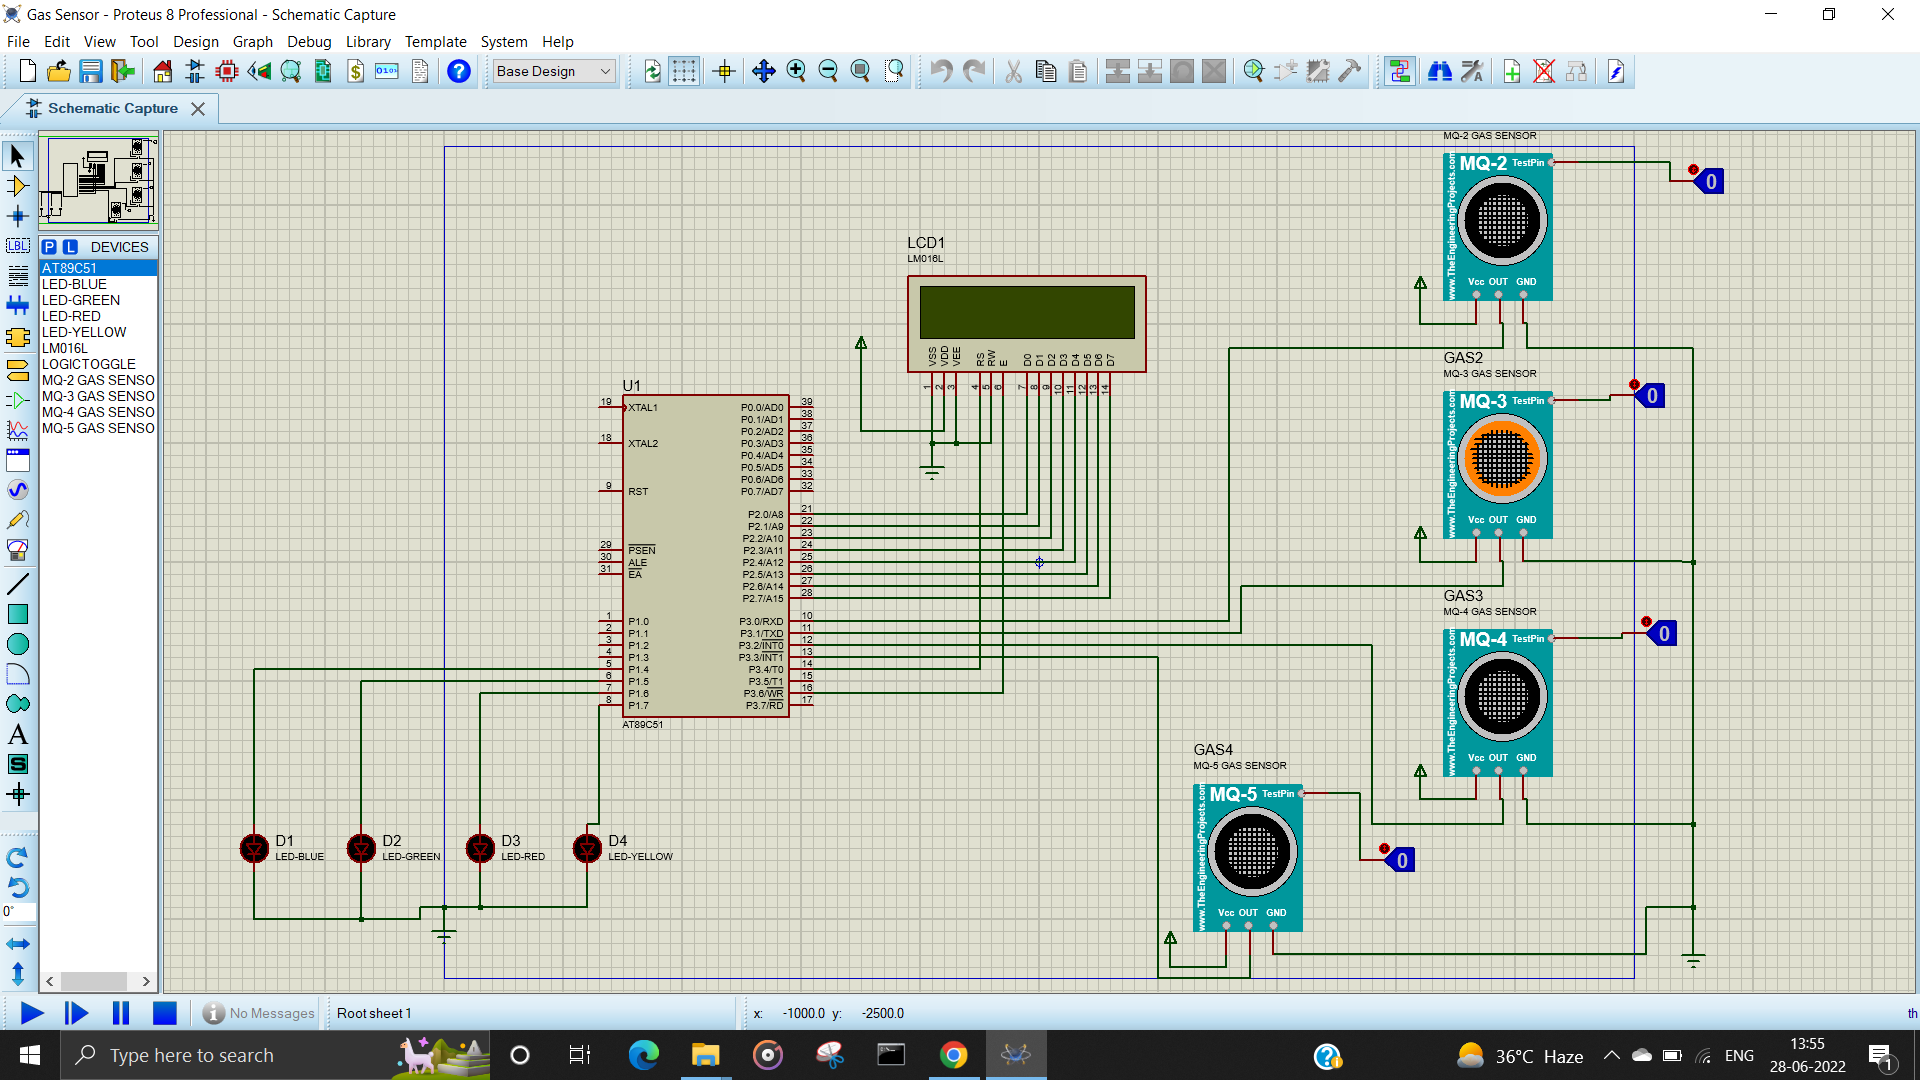 Gas Sensor - Proteus 8 Professional - Schematic Capture
File Edit View Tool Design Graph Debug Library Template System Help
Base Design
Schematic Capture
P L DEVICES
AT89C51
LED-BLUE
LED-GREEN
LED-RED
LED-YELLOW
LM016L
LOGICTOGGLE
MQ-2 GAS SENSO
MQ-3 GAS SENSO
MQ-4 GAS SENSO
MQ-5 GAS SENSO
LBL
A
S
0°
LCD1
LM016L
VSS VDD VEE RS RW E D0 D1 D2 D3 D4 D5 D6 D7
1 2 3 4 5 6 7 8 9 10 11 12 13 14
U1
19 XTAL1
18 XTAL2
9 RST
29 PSEN
30 ALE
31 EA
1 P1.0
2 P1.1
3 P1.2
4 P1.3
5 P1.4
6 P1.5
7 P1.6
8 P1.7
P0.0/AD0 39
P0.1/AD1 38
P0.2/AD2 37
P0.3/AD3 36
P0.4/AD4 35
P0.5/AD5 34
P0.6/AD6 33
P0.7/AD7 32
P2.0/A8 21
P2.1/A9 22
P2.2/A10 23
P2.3/A11 24
P2.4/A12 25
P2.5/A13 26
P2.6/A14 27
P2.7/A15 28
P3.0/RXD 10
P3.1/TXD 11
P3.2/INT0 12
P3.3/INT1 13
P3.4/T0 14
P3.5/T1 15
P3.6/WR 16
P3.7/RD 17
AT89C51
D1
LED-BLUE
D2
LED-GREEN
D3
LED-RED
D4
LED-YELLOW
MQ-2 GAS SENSOR
MQ-2 TestPin
www.TheEngineeringProjects.com
Vcc OUT GND
0
GAS2
MQ-3 GAS SENSOR
MQ-3 TestPin
www.TheEngineeringProjects.com
Vcc OUT GND
0
GAS3
MQ-4 GAS SENSOR
MQ-4 TestPin
www.TheEngineeringProjects.com
Vcc OUT GND
0
GAS4
MQ-5 GAS SENSOR
MQ-5 TestPin
www.TheEngineeringProjects.com
Vcc OUT GND
0
No Messages
Root sheet 1
x: -1000.0 y: -2500.0
th
Type here to search
36°C Haze
ENG
13:55
28-06-2022
1